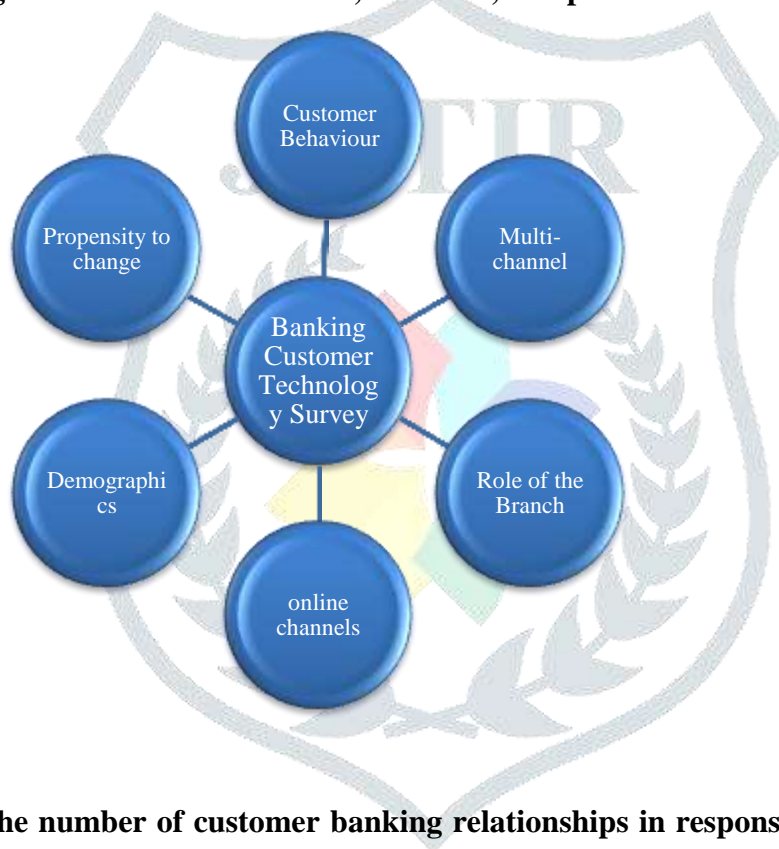 Customer
Behaviour
Propensity to
change
Multi-
channel
Banking
Customer
Technolog
y Survey
Demographi
cs
Role of the
Branch
online
channels
he number of customer banking relationships in respons